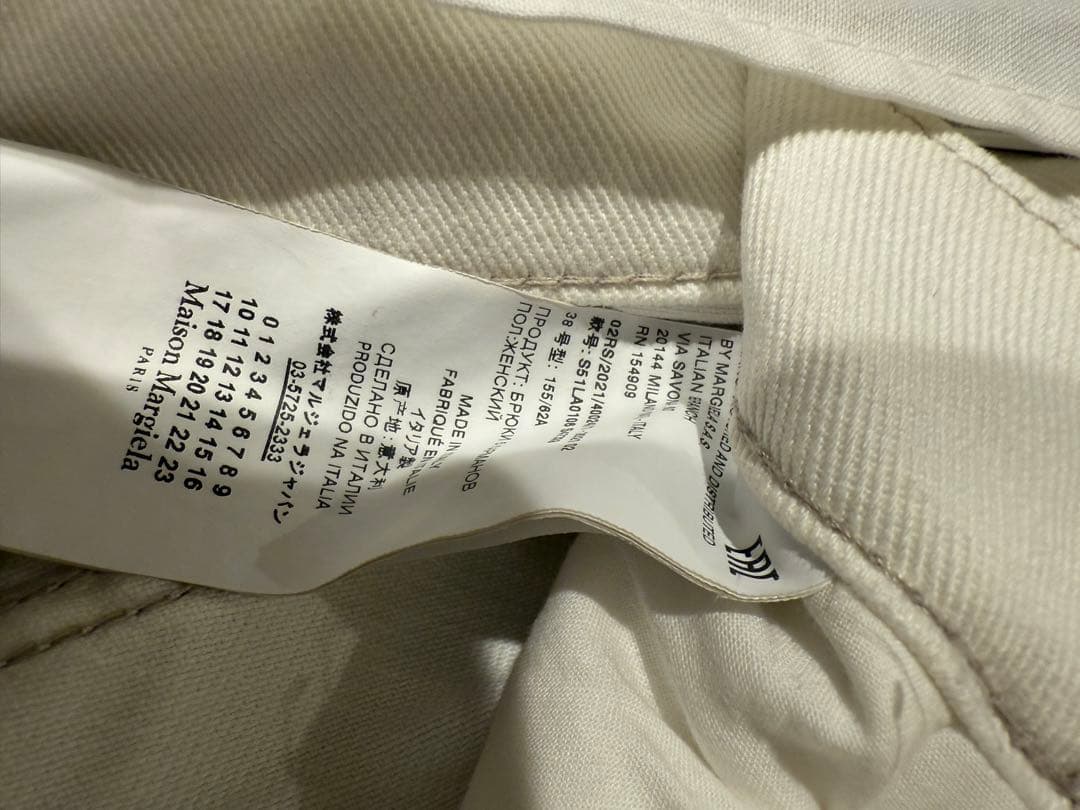 BY MARGIELA SAS
ITALIAN BRANCH
VIA SAVONA
20144 MILAN, ITALY
RN 154909
02RS/2021/4000
款号: S51LA0108
38 号型: 155/62A
ПРОДУКТ: БРЮКИ
ПОЛ:ЖЕНСКИЙ
MADE IN
FABRIQUÉ EN ITALIE
イタリア製
原产地: 意大利
СДЕЛАНО В ИТАЛИИ
PRODUZIDO NA ITALIA
株式会社マルジェラジャパン
03-5725-2333
0 1 2 3 4 5 6 7 8 9
10 11 12 13 14 15 16
17 18 19 20 21 22 23
Maison Margiela
PARIS
EAC